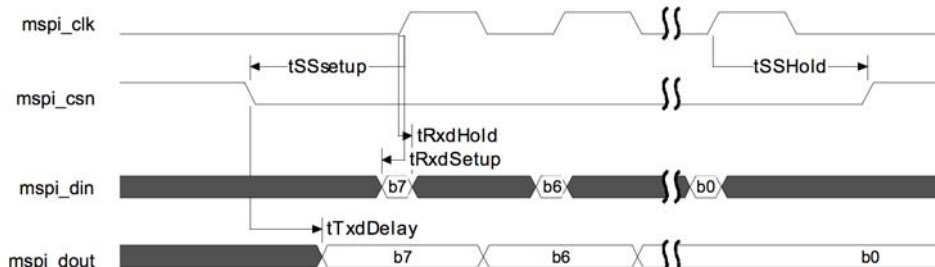 mspi_clk
tSSsetup
tSSHold
mspi_csn
tRxdHold
tRxdSetup
mspi_din b7 b6 b0
tTxdDelay
mspi_dout b7 b6 b0